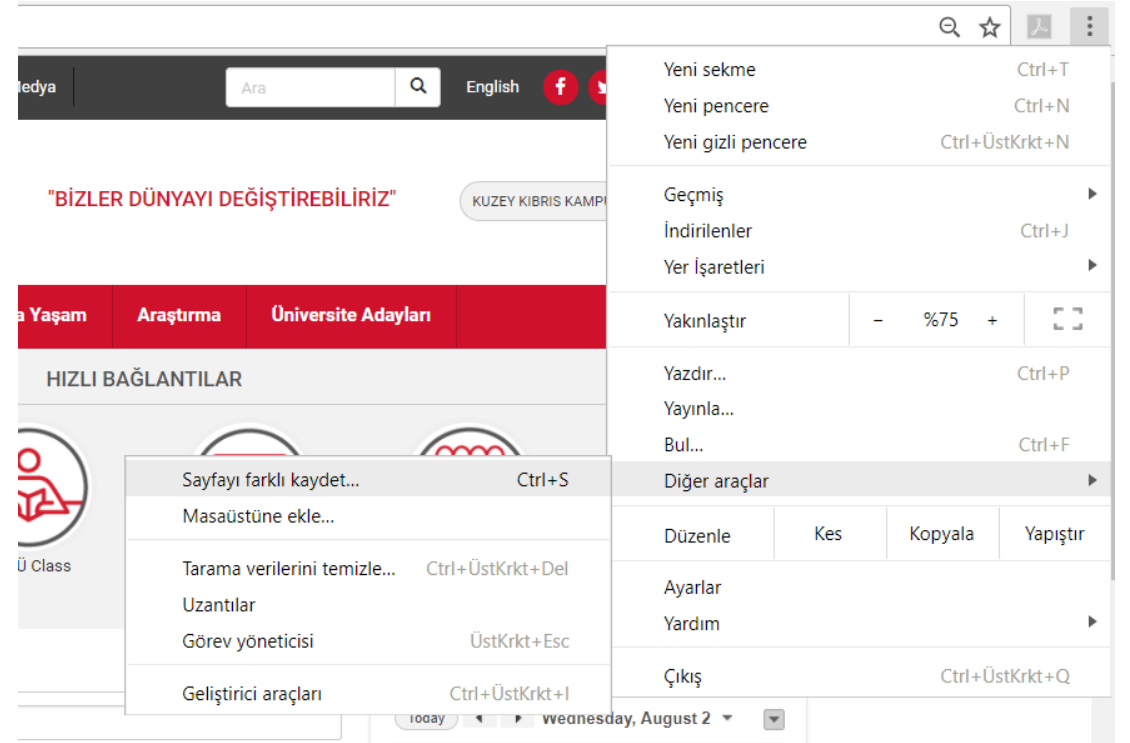 Ara
English
"BİZLER DÜNYAYI DEĞİŞTİREBİLİRİZ"
KUZEY KIBRIS
Yaşam Araştırma Üniversite Adayları
HIZLI BAĞLANTILAR
Class
Today Wednesday, August 2
Yeni sekme Ctrl+T
Yeni pencere Ctrl+N
Yeni gizli pencere Ctrl+ÜstKrkt+N
Geçmiş
İndirilenler Ctrl+J
Yer İşaretleri
Yakınlaştır − %75 +
Yazdır... Ctrl+P
Yayınla...
Bul... Ctrl+F
Diğer araçlar
Düzenle Kes Kopyala Yapıştır
Ayarlar
Yardım
Çıkış Ctrl+ÜstKrkt+Q
Sayfayı farklı kaydet... Ctrl+S
Masaüstüne ekle...
Tarama verilerini temizle... Ctrl+ÜstKrkt+Del
Uzantılar
Görev yöneticisi ÜstKrkt+Esc
Geliştirici araçları Ctrl+ÜstKrkt+I